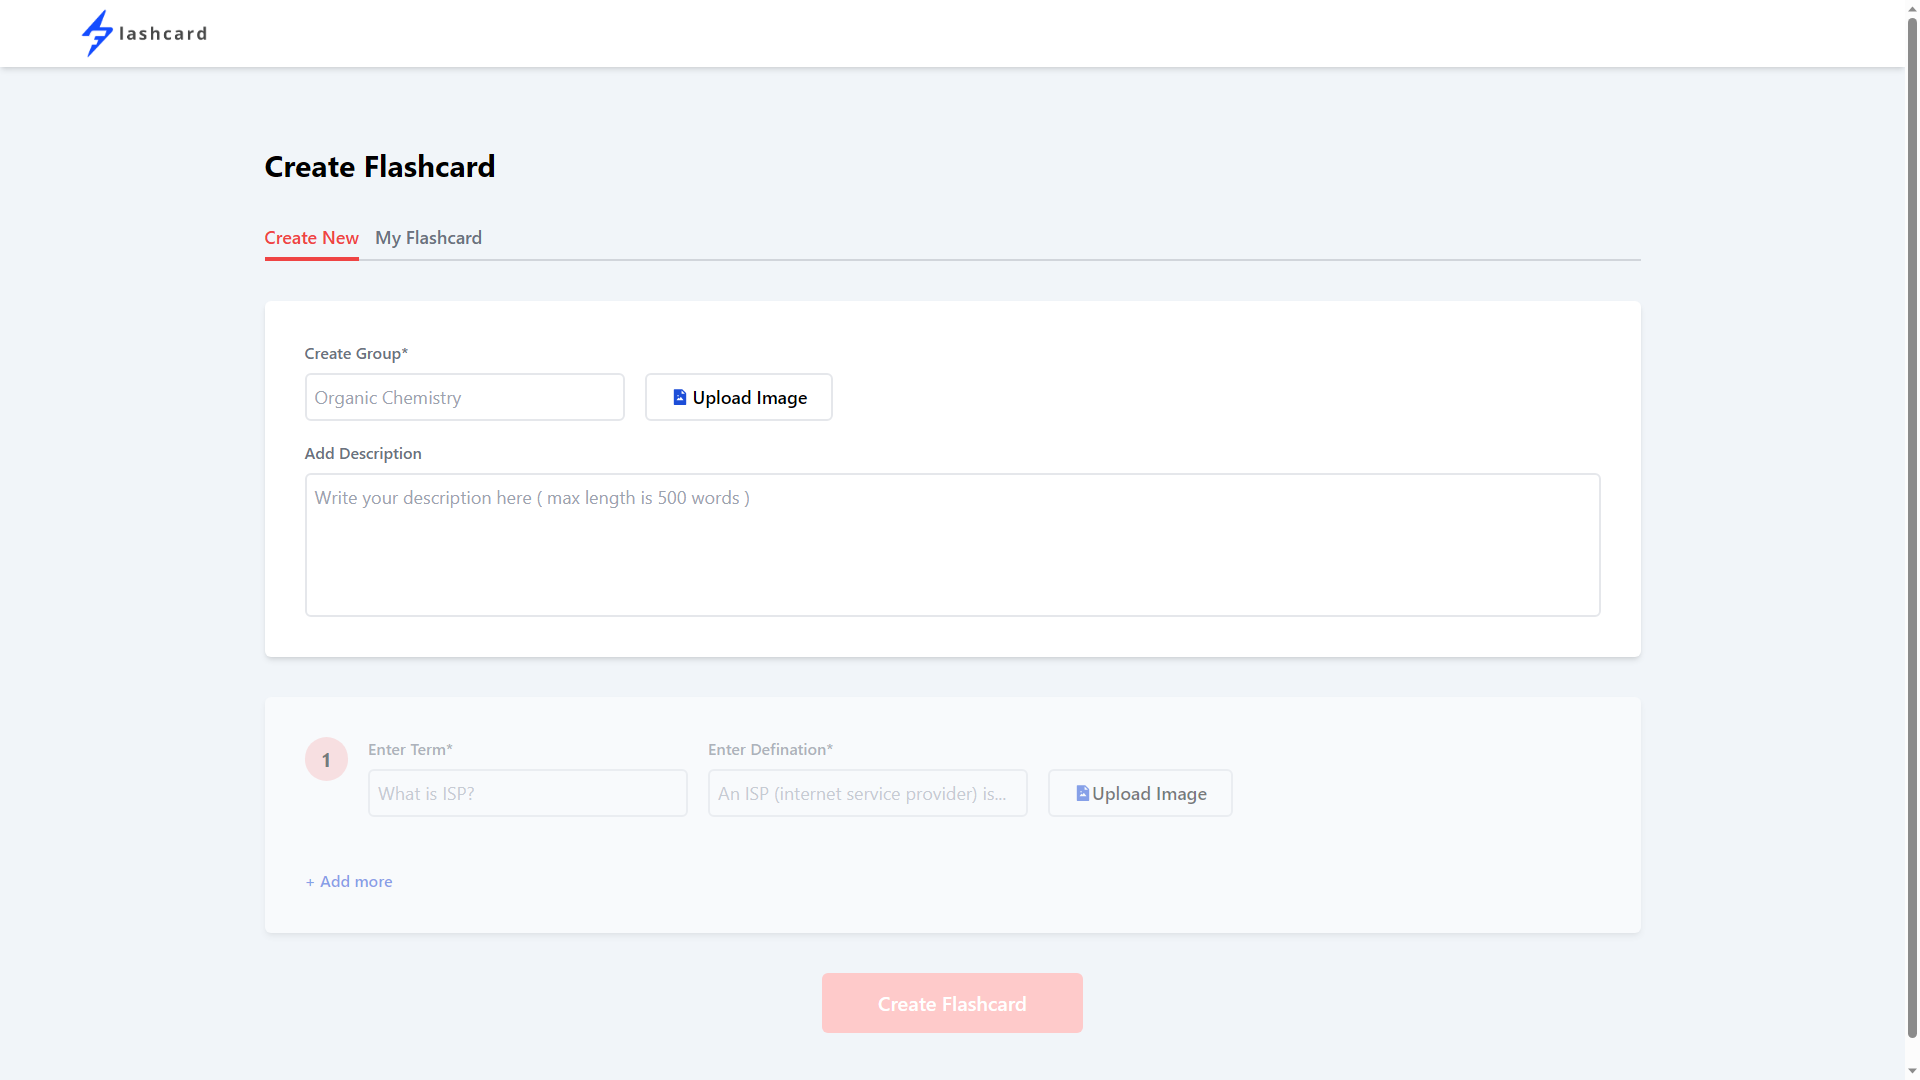 lashcard
Create Flashcard
Create New My Flashcard
Create Group*
Organic Chemistry
Upload Image
Add Description
Write your description here ( max length is 500 words )
1
Enter Term*
Enter Defination*
What is ISP?
An ISP (internet service provider) is...
Upload Image
+ Add more
Create Flashcard